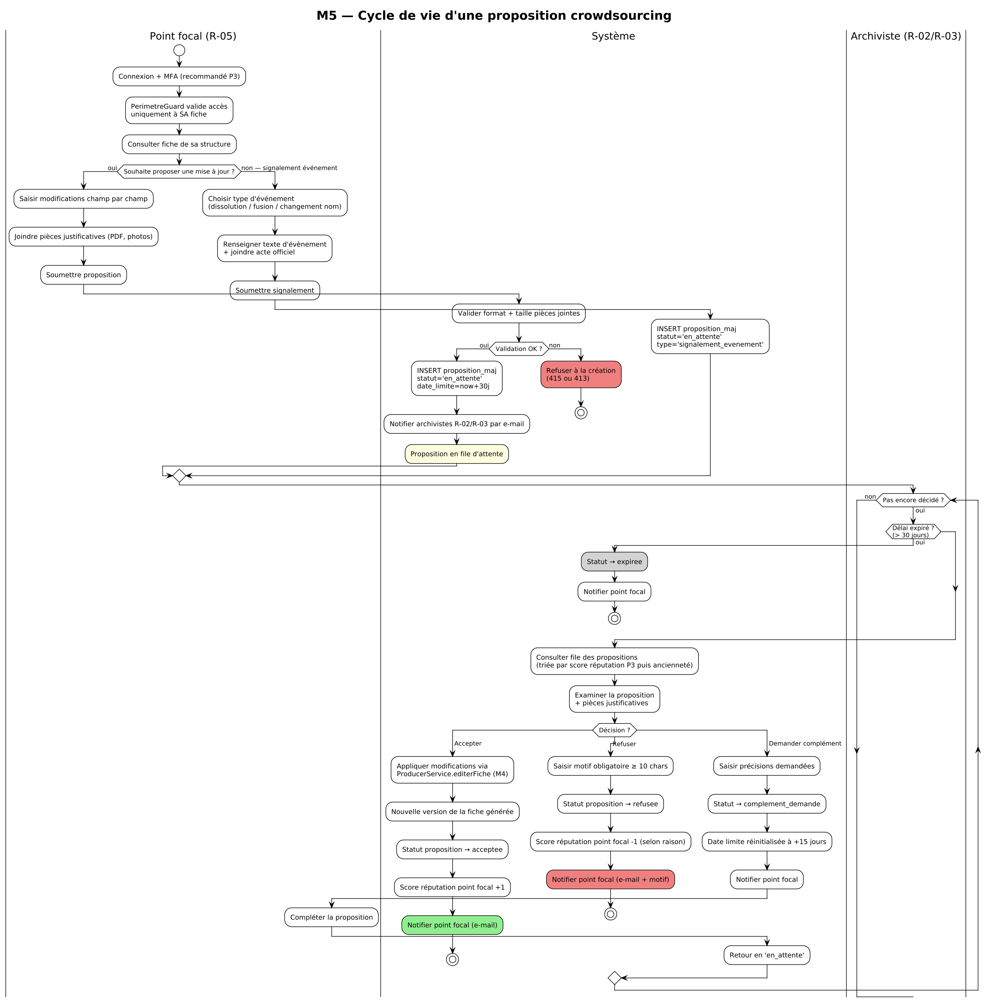 M5 — Cycle de vie d'une proposition crowdsourcing
Point focal (R-05)
Système
Archiviste (R-02/R-03)
Connexion + MFA (recommandé P3)
PerimetreGuard valide accès
uniquement à SA fiche
Consulter fiche de sa structure
oui
Souhaite proposer une mise à jour ?
non — signalement événement
Saisir modifications champ par champ
Choisir type d'événement
(dissolution / fusion / changement nom)
Joindre pièces justificatives (PDF, photos)
Renseigner texte d'évènement
+ joindre acte officiel
Soumettre proposition
Soumettre signalement
Valider format + taille pièces jointes
INSERT proposition_maj
statut='en_attente'
type='signalement_evenement'
oui
Validation OK ?
non
INSERT proposition_maj
statut='en_attente'
date_limite=now+30j
Refuser à la création
(415 ou 413)
Notifier archivistes R-02/R-03 par e-mail
Proposition en file d'attente
non
Pas encore décidé ?
oui
Délai expiré ?
(> 30 jours)
oui
Statut → expiree
Notifier point focal
Consulter file des propositions
(triée par score réputation P3 puis ancienneté)
Examiner la proposition
+ pièces justificatives
Décision ?
Accepter
Refuser
Demander complément
Appliquer modifications via
ProducerService.editerFiche (M4)
Saisir motif obligatoire ≥ 10 chars
Saisir précisions demandées
Nouvelle version de la fiche générée
Statut proposition → refusee
Statut → complement_demande
Statut proposition → acceptee
Score réputation point focal -1 (selon raison)
Date limite réinitialisée à +15 jours
Score réputation point focal +1
Notifier point focal (e-mail + motif)
Notifier point focal
Compléter la proposition
Notifier point focal (e-mail)
Retour en 'en_attente'